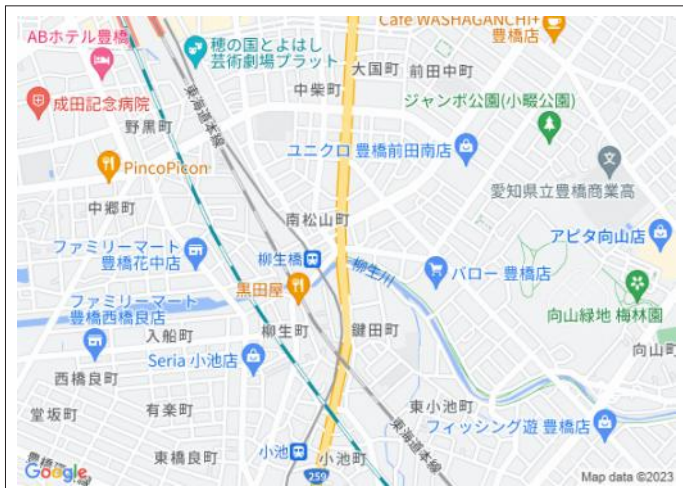 Cafe WASHAGANCHI+
豊橋店
ABホテル豊橋
穂の国とよはし
芸術劇場プラット
大国町
前田中町
中柴町
成田記念病院
東海道本線
ジャンボ公園(小畷公園)
野黒町
ユニクロ 豊橋前田南店
PincoPicon
愛知県立豊橋商業高
中郷町
南松山町
アピタ向山店
ファミリーマート
豊橋花中店
柳生橋
柳生川
バロー 豊橋店
黒田屋
ファミリーマート
豊橋西橋良店
向山緑地 梅林園
入船町
柳生町
鍵田町
向山町
Seria 小池店
西橋良町
有楽町
東小池町
堂坂町
フィッシング遊 豊橋店
東海道本線
東橋良町
小池
小池町
259
Google
Map data ©2023